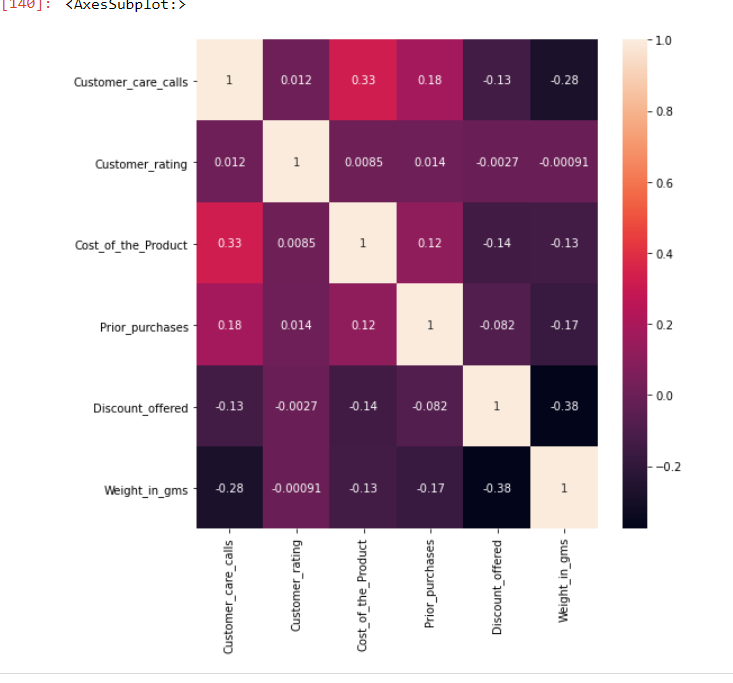 [140]: <AxesSubplot:>
1.0
Customer_care_calls 1 0.012 0.33 0.18 -0.13 -0.28
0.8
Customer_rating 0.012 1 0.0085 0.014 -0.0027 -0.00091
0.6
Cost_of_the_Product 0.33 0.0085 1 0.12 -0.14 -0.13
0.4
Prior_purchases 0.18 0.014 0.12 1 -0.082 -0.17
0.2
0.0
Discount_offered -0.13 -0.0027 -0.14 -0.082 1 -0.38
-0.2
Weight_in_gms -0.28 -0.00091 -0.13 -0.17 -0.38 1
Customer_care_calls
Customer_rating
Cost_of_the_Product
Prior_purchases
Discount_offered
Weight_in_gms